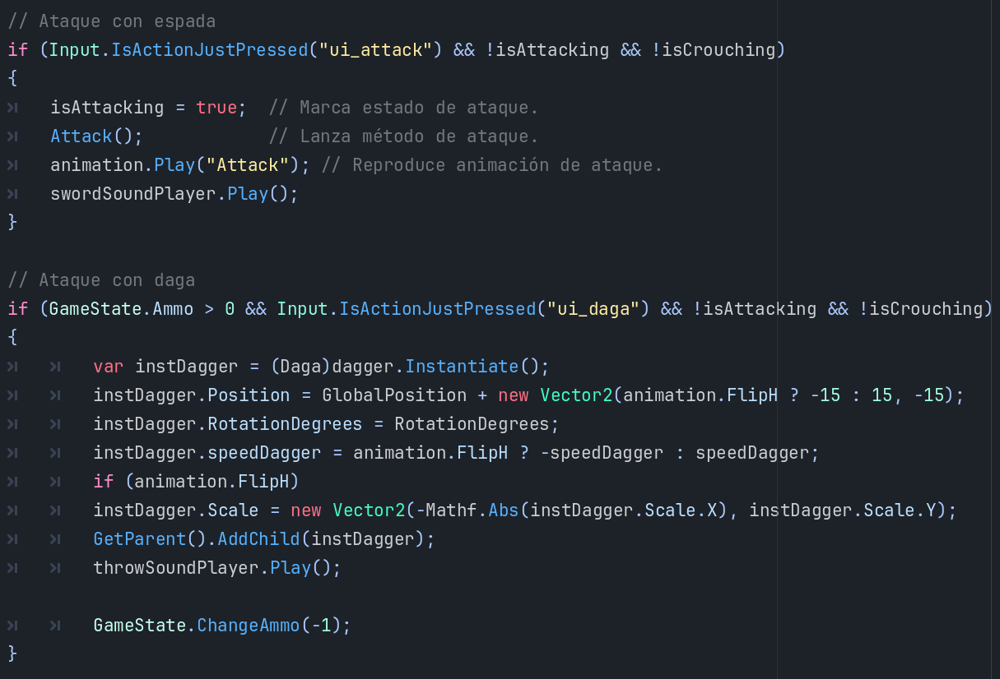 // Ataque con espada
if (Input.IsActionJustPressed("ui_attack") && !isAttacking && !isCrouching)
{
    isAttacking = true;  // Marca estado de ataque.
    Attack();            // Lanza método de ataque.
    animation.Play("Attack"); // Reproduce animación de ataque.
    swordSoundPlayer.Play();
}

// Ataque con daga
if (GameState.Ammo > 0 && Input.IsActionJustPressed("ui_daga") && !isAttacking && !isCrouching)
{
        var instDagger = (Daga)dagger.Instantiate();
        instDagger.Position = GlobalPosition + new Vector2(animation.FlipH ? -15 : 15, -15);
        instDagger.RotationDegrees = RotationDegrees;
        instDagger.speedDagger = animation.FlipH ? -speedDagger : speedDagger;
        if (animation.FlipH)
        instDagger.Scale = new Vector2(-Mathf.Abs(instDagger.Scale.X), instDagger.Scale.Y);
        GetParent().AddChild(instDagger);
        throwSoundPlayer.Play();

        GameState.ChangeAmmo(-1);
}